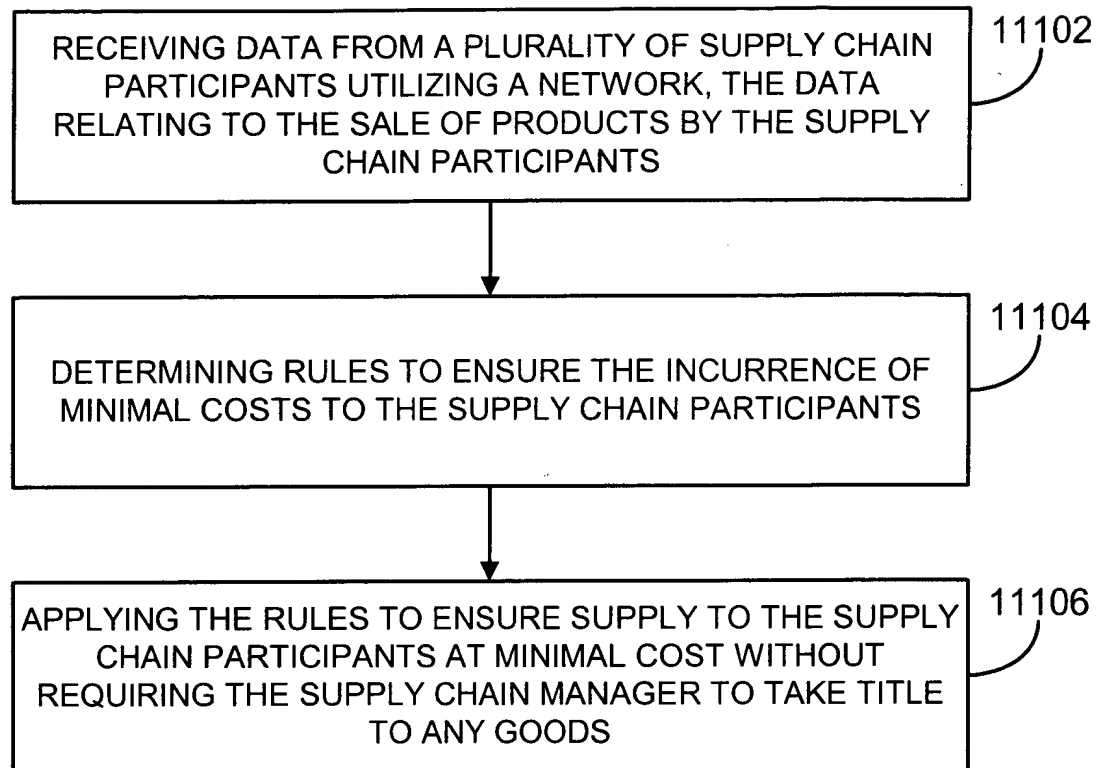 RECEIVING DATA FROM A PLURALITY OF SUPPLY CHAIN
PARTICIPANTS UTILIZING A NETWORK, THE DATA
RELATING TO THE SALE OF PRODUCTS BY THE SUPPLY
CHAIN PARTICIPANTS
11102
DETERMINING RULES TO ENSURE THE INCURRENCE OF
MINIMAL COSTS TO THE SUPPLY CHAIN PARTICIPANTS
11104
APPLYING THE RULES TO ENSURE SUPPLY TO THE SUPPLY
CHAIN PARTICIPANTS AT MINIMAL COST WITHOUT
REQUIRING THE SUPPLY CHAIN MANAGER TO TAKE TITLE
TO ANY GOODS
11106